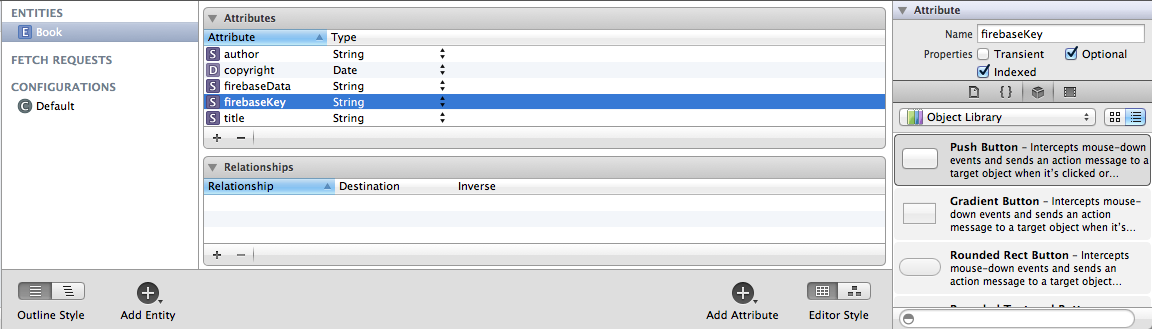 ENTITIES
E Book
FETCH REQUESTS
CONFIGURATIONS
C Default
Outline Style
Add Entity
Attributes
Attribute Type
S author String
D copyright Date
S firebaseData String
S firebaseKey String
S title String
Relationships
Relationship Destination Inverse
Add Attribute
Editor Style
Attribute
Name firebaseKey
Properties Transient Optional
Indexed
{ }
Object Library
Push Button – Intercepts mouse-down
events and sends an action message to a
target object when it's clicked or...
Gradient Button – Intercepts mouse-
down events and sends an action
message to a target object when it's...
Rounded Rect Button – Intercepts
mouse-down events and sends an
action message to a target object...